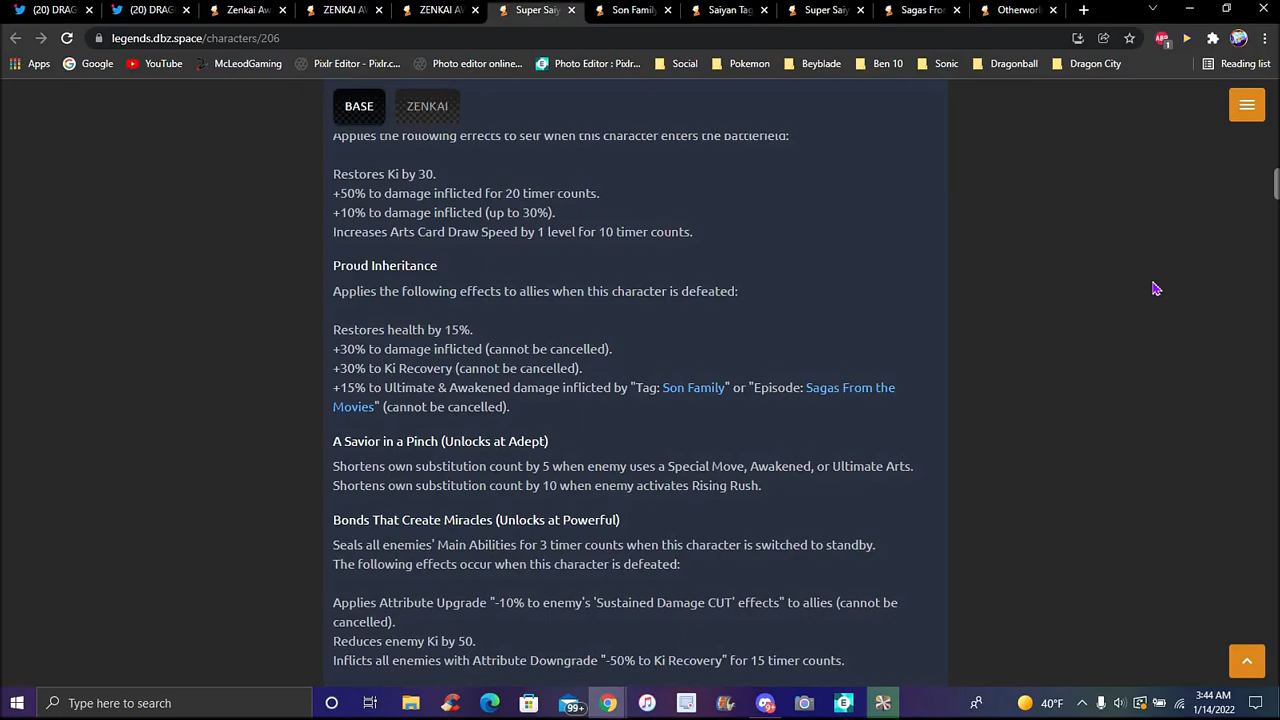 (20) DRAG
(20) DRAG
Zenkai Aw
ZENKAI AV
ZENKAI AV
Super Saiy
Son Family
Saiyan Tag
Super Saiy
Sagas Fro
Otherwor
legends.dbz.space/characters/206
1
Apps
Google
YouTube
McLeodGaming
Pixlr Editor - Pixlr.c...
Photo editor online...
Photo Editor : Pixlr...
Social
Pokemon
Beyblade
Ben 10
Sonic
Dragonball
Dragon City
Reading list
BASE
ZENKAI
Applies the following effects to self when this character enters the battlefield:
Restores Ki by 30.
+50% to damage inflicted for 20 timer counts.
+10% to damage inflicted (up to 30%).
Increases Arts Card Draw Speed by 1 level for 10 timer counts.
Proud Inheritance
Applies the following effects to allies when this character is defeated:
Restores health by 15%.
+30% to damage inflicted (cannot be cancelled).
+30% to Ki Recovery (cannot be cancelled).
+15% to Ultimate & Awakened damage inflicted by "Tag: Son Family" or "Episode: Sagas From the
Movies" (cannot be cancelled).
A Savior in a Pinch (Unlocks at Adept)
Shortens own substitution count by 5 when enemy uses a Special Move, Awakened, or Ultimate Arts.
Shortens own substitution count by 10 when enemy activates Rising Rush.
Bonds That Create Miracles (Unlocks at Powerful)
Seals all enemies' Main Abilities for 3 timer counts when this character is switched to standby.
The following effects occur when this character is defeated:
Applies Attribute Upgrade "-10% to enemy's 'Sustained Damage CUT' effects" to allies (cannot be
cancelled).
Reduces enemy Ki by 50.
Inflicts all enemies with Attribute Downgrade "-50% to Ki Recovery" for 15 timer counts.
Type here to search
99+
40°F
3:44 AM
1/14/2022